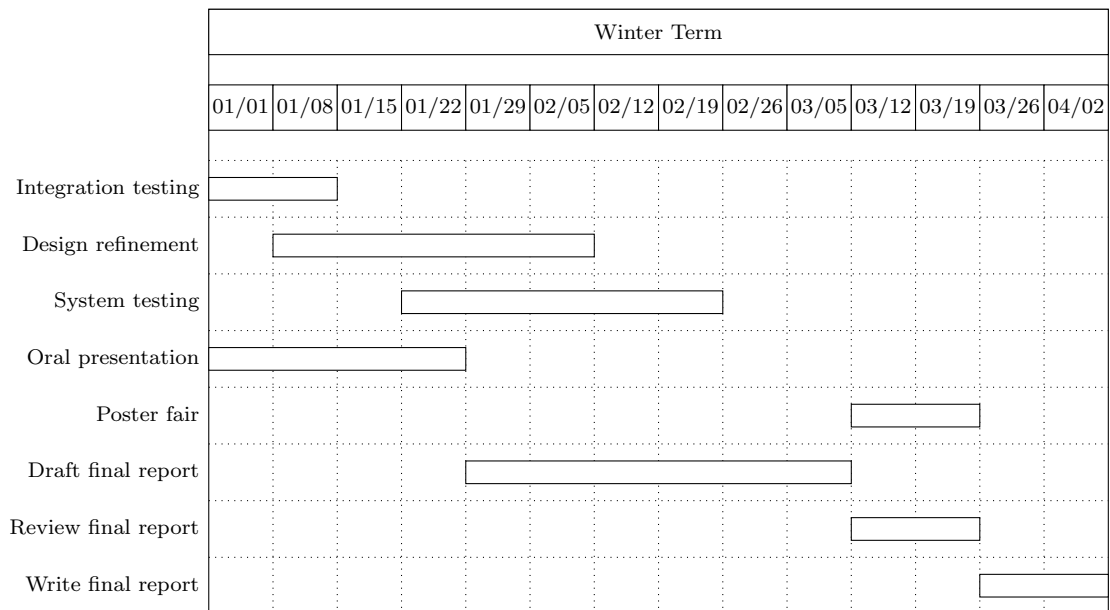 Winter Term
01/01 01/08 01/15 01/22 01/29 02/05 02/12 02/19 02/26 03/05 03/12 03/19 03/26 04/02
Integration testing
Design refinement
System testing
Oral presentation
Poster fair
Draft final report
Review final report
Write final report